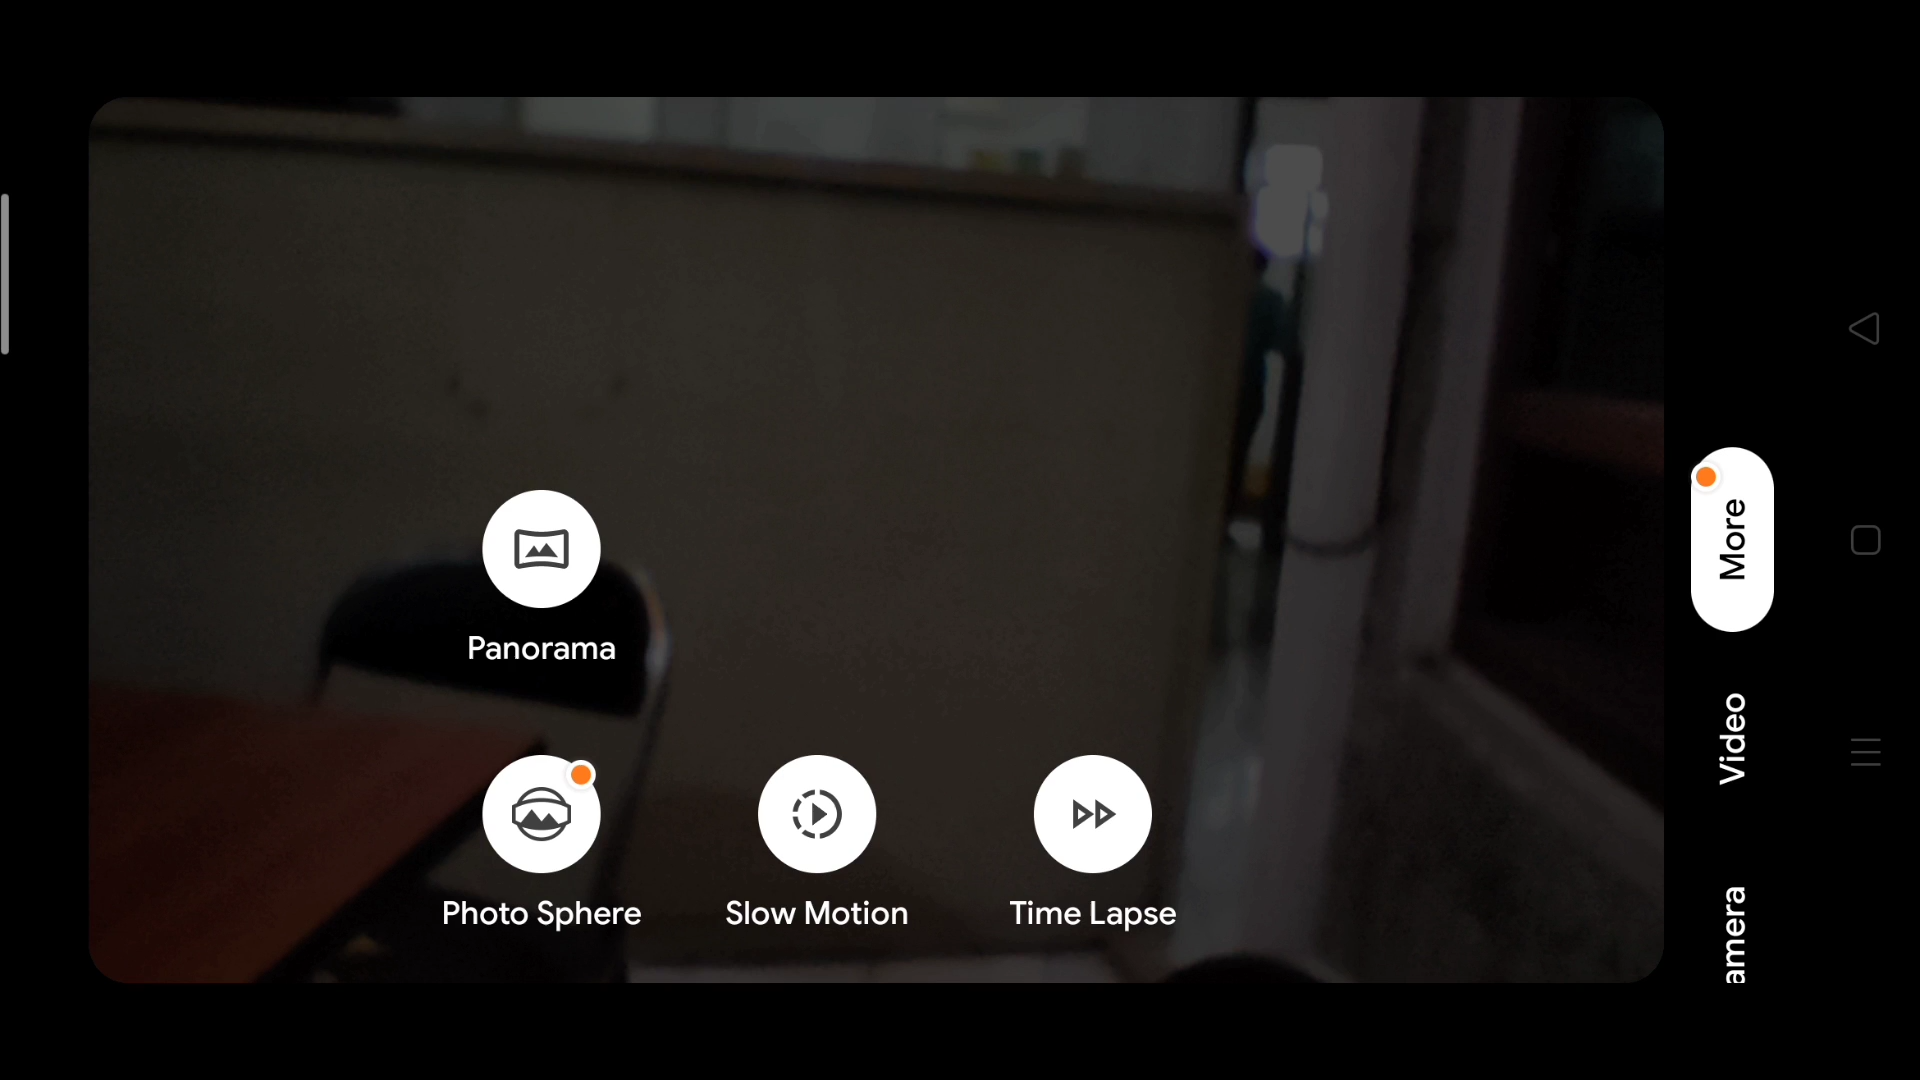 Panorama
Photo Sphere
Slow Motion
Time Lapse
More
Video
amera